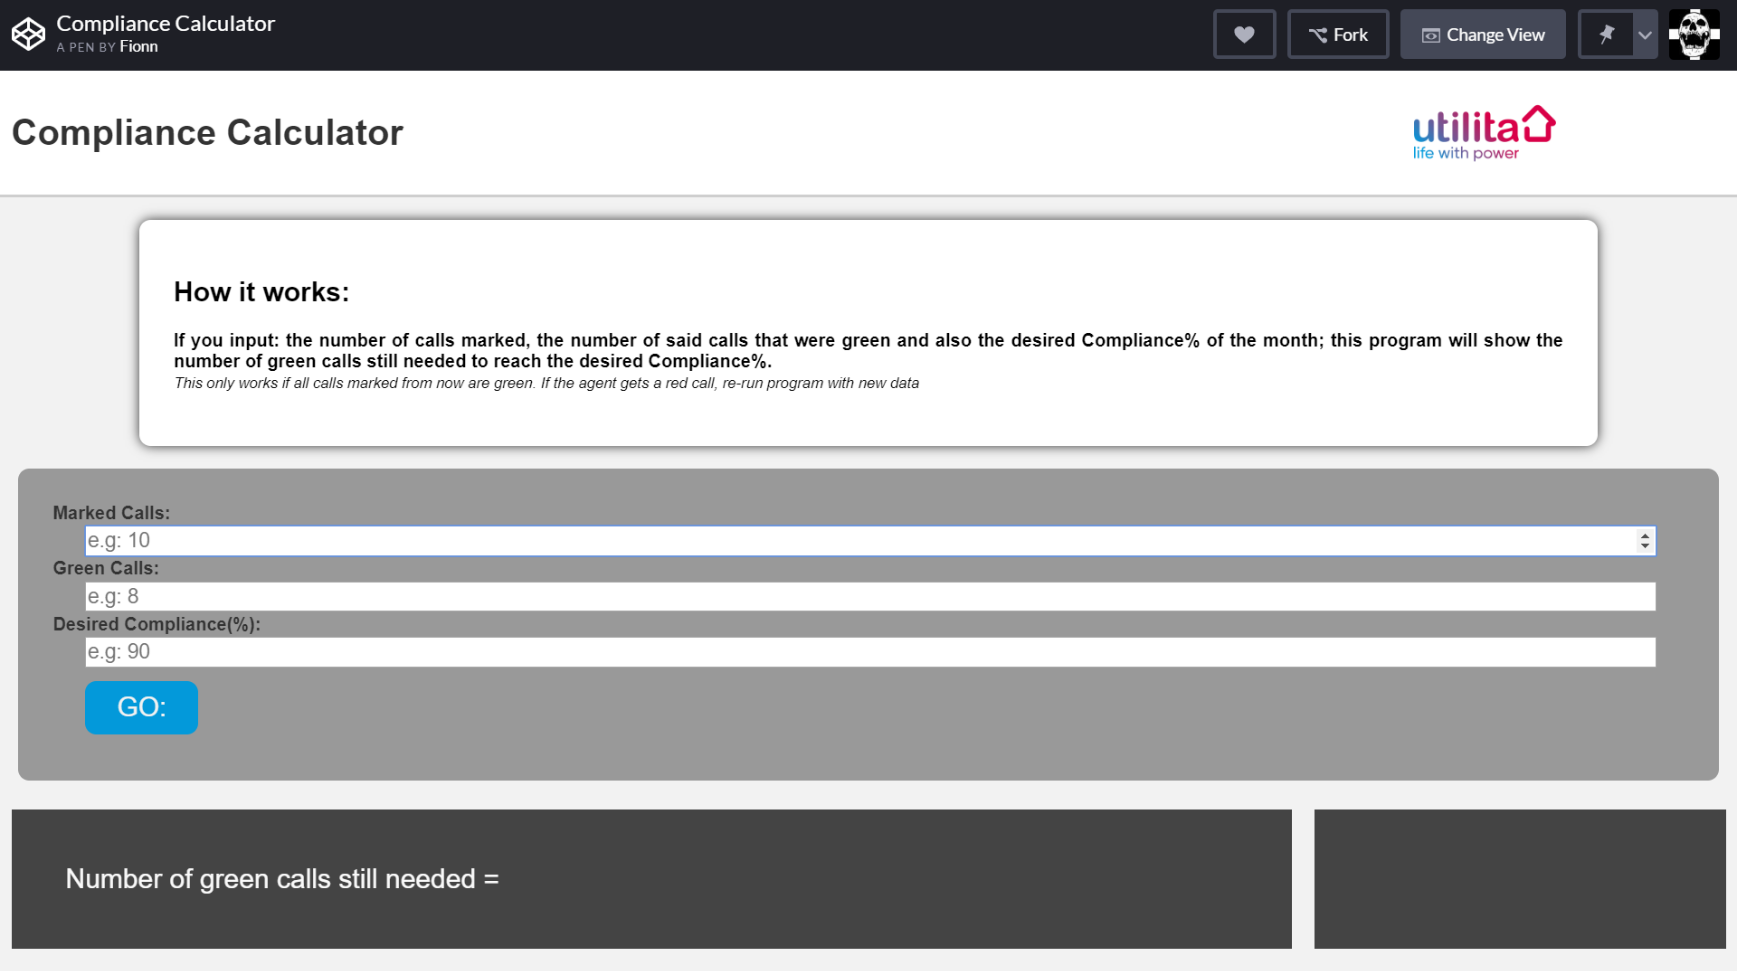 Compliance Calculator
A PEN BY Fionn
Fork
Change View
Compliance Calculator
utilita
life with power
How it works:
If you input: the number of calls marked, the number of said calls that were green and also the desired Compliance% of the month; this program will show the
number of green calls still needed to reach the desired Compliance%.
This only works if all calls marked from now are green. If the agent gets a red call, re-run program with new data
Marked Calls:
e.g: 10
Green Calls:
e.g: 8
Desired Compliance(%):
e.g: 90
GO:
Number of green calls still needed =